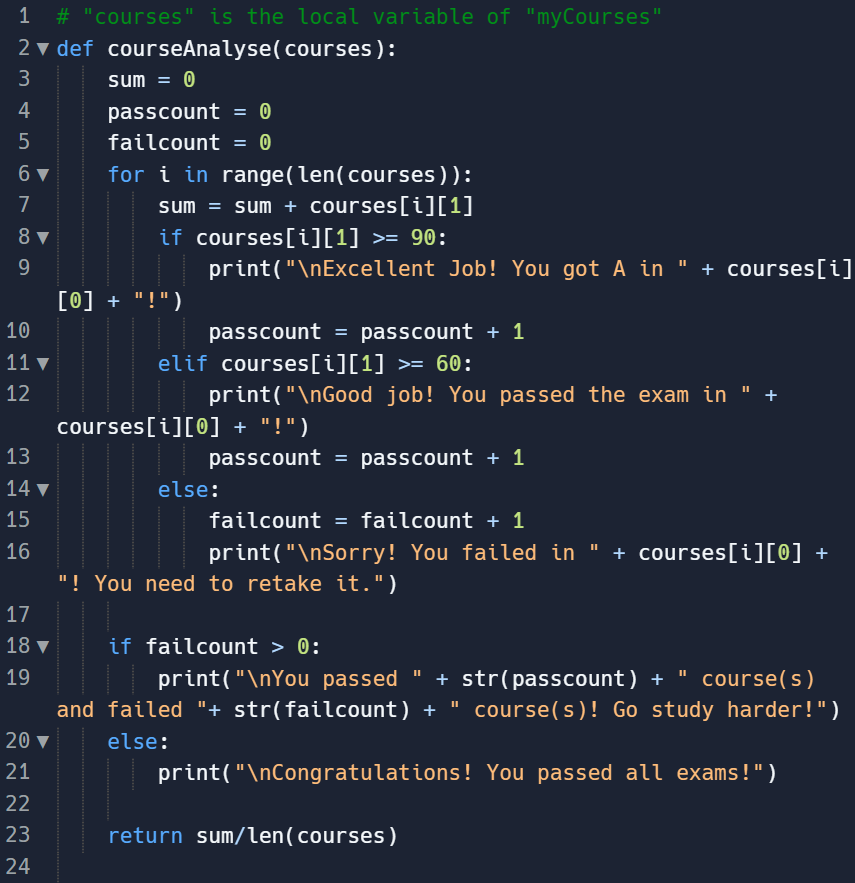 1 # "courses" is the local variable of "myCourses"
2 ▼ def courseAnalyse(courses):
3 sum = 0
4 passcount = 0
5 failcount = 0
6 ▼ for i in range(len(courses)):
7 sum = sum + courses[i][1]
8 ▼ if courses[i][1] >= 90:
9 print("\nExcellent Job! You got A in " + courses[i]
[0] + "!")
10 passcount = passcount + 1
11 ▼ elif courses[i][1] >= 60:
12 print("\nGood job! You passed the exam in " +
courses[i][0] + "!")
13 passcount = passcount + 1
14 ▼ else:
15 failcount = failcount + 1
16 print("\nSorry! You failed in " + courses[i][0] +
"! You need to retake it.")
17
18 ▼ if failcount > 0:
19 print("\nYou passed " + str(passcount) + " course(s)
and failed "+ str(failcount) + " course(s)! Go study harder!")
20 ▼ else:
21 print("\nCongratulations! You passed all exams!")
22
23 return sum/len(courses)
24